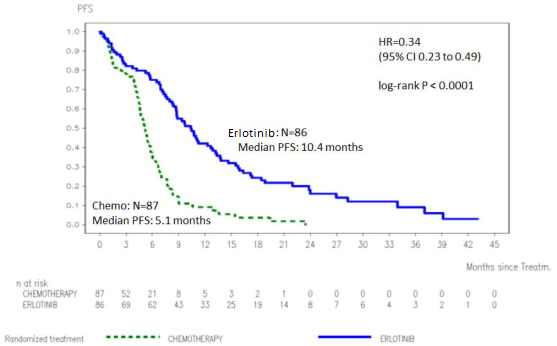 PFS
1.0
0.9
0.8
0.7
0.6
0.5
0.4
0.3
0.2
0.1
0.0
HR=0.34
(95% CI 0.23 to 0.49)
log-rank P < 0.0001
Erlotinib: N=86
Median PFS: 10.4 months
Chemo: N=87
Median PFS: 5.1 months
0 3 6 9 12 15 18 21 24 27 30 33 36 39 42 45
Months since Treatm.
n at risk
CHEMOTHERAPY 87 52 21 8 5 3 2 1 0 0 0 0 0 0 0 0
ERLOTINIB 86 69 62 43 33 25 19 14 8 7 6 4 3 2 1 0
Randomized treatment CHEMOTHERAPY ERLOTINIB